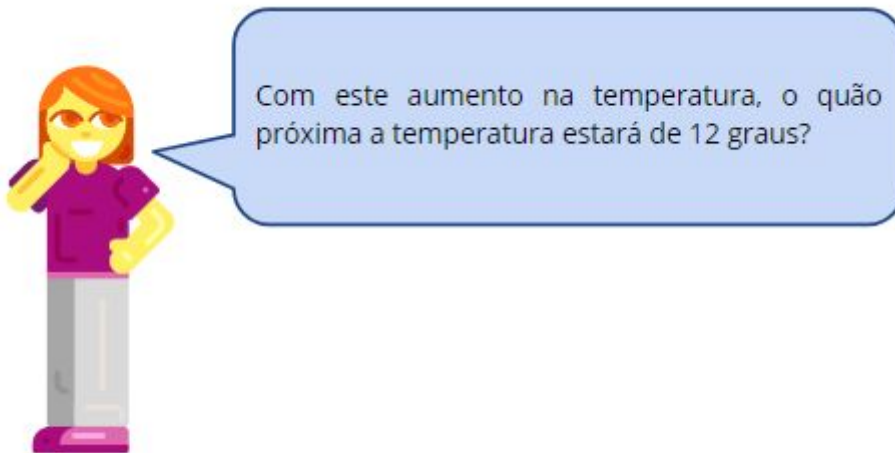 Com este aumento na temperatura, o quão
próxima a temperatura estará de 12 graus?